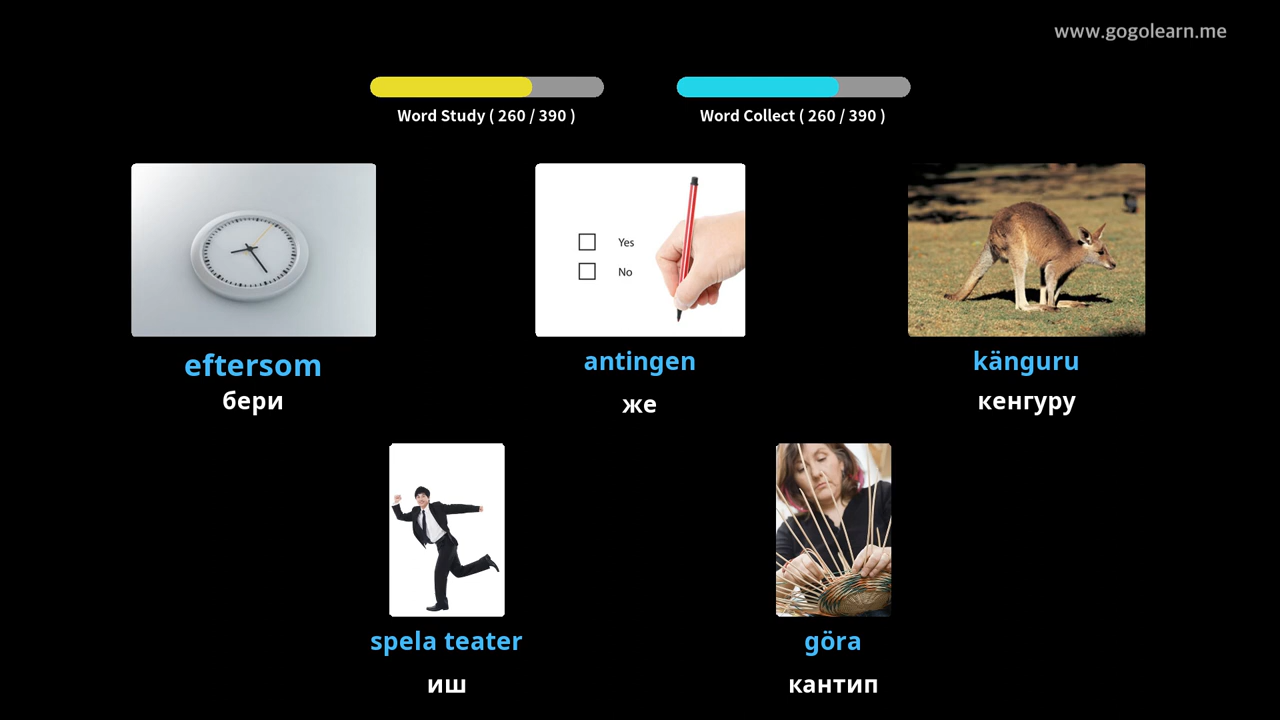 www.gogolearn.me
Word Study ( 260 / 390 )
Word Collect ( 260 / 390 )
Yes
No
eftersom
бери
antingen
же
känguru
кенгуру
spela teater
иш
göra
кантип